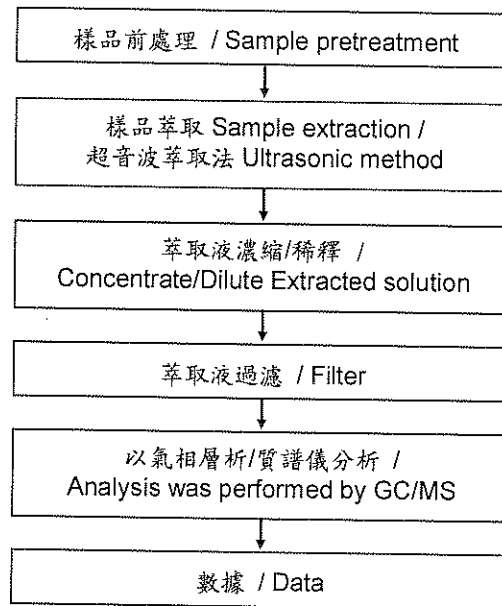 樣品前處理 / Sample pretreatment
樣品萃取 Sample extraction /
超音波萃取法 Ultrasonic method
萃取液濃縮/稀釋 /
Concentrate/Dilute Extracted solution
萃取液過濾 / Filter
以氣相層析/質譜儀分析 /
Analysis was performed by GC/MS
數據 / Data